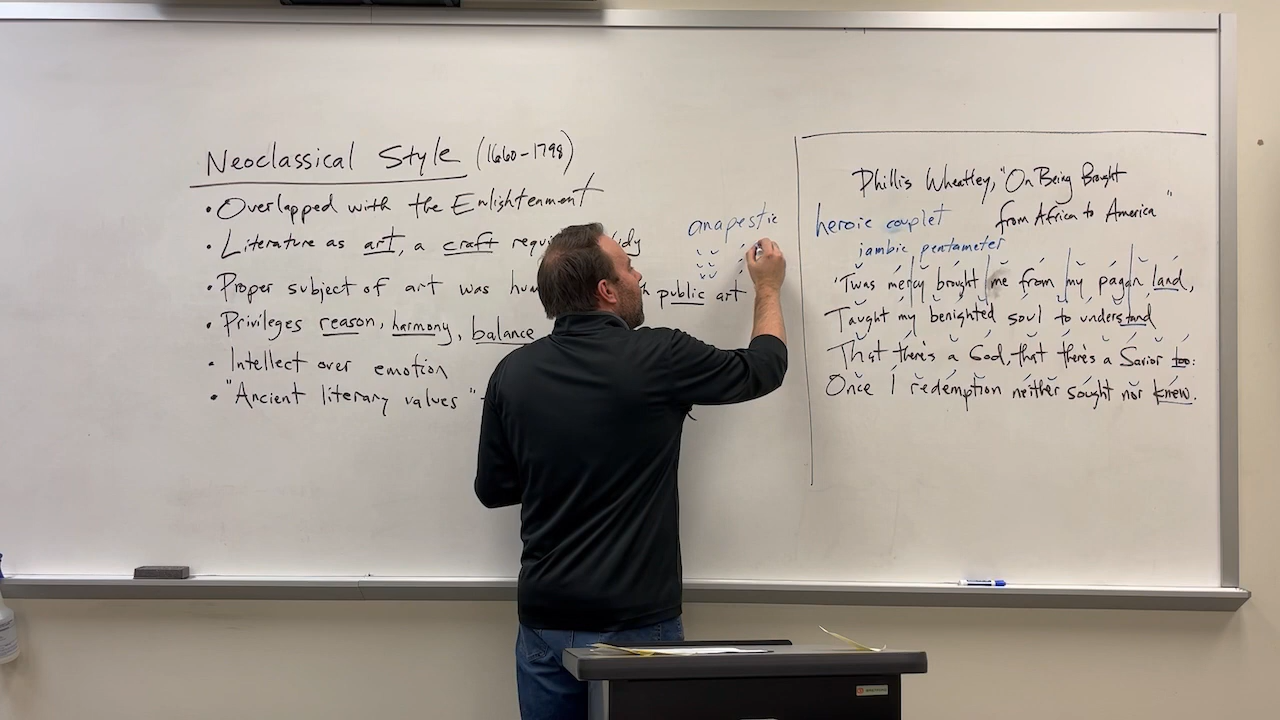 Neoclassical Style (1660-1798)
• Overlapped with the Enlightenment
• Literature as art, a craft
• Proper subject of art was public art
• Privileges reason, harmony, balance
• Intellect over emotion
• "Ancient literary values"
anapestic
Phillis Wheatley, "On Being Brought
from Africa to America"
heroic couplet
iambic pentameter
'Twas mercy brought me from my pagan land,
Taught my benighted soul to understand
That there's a God, that there's a Savior too:
Once I redemption neither sought nor knew.